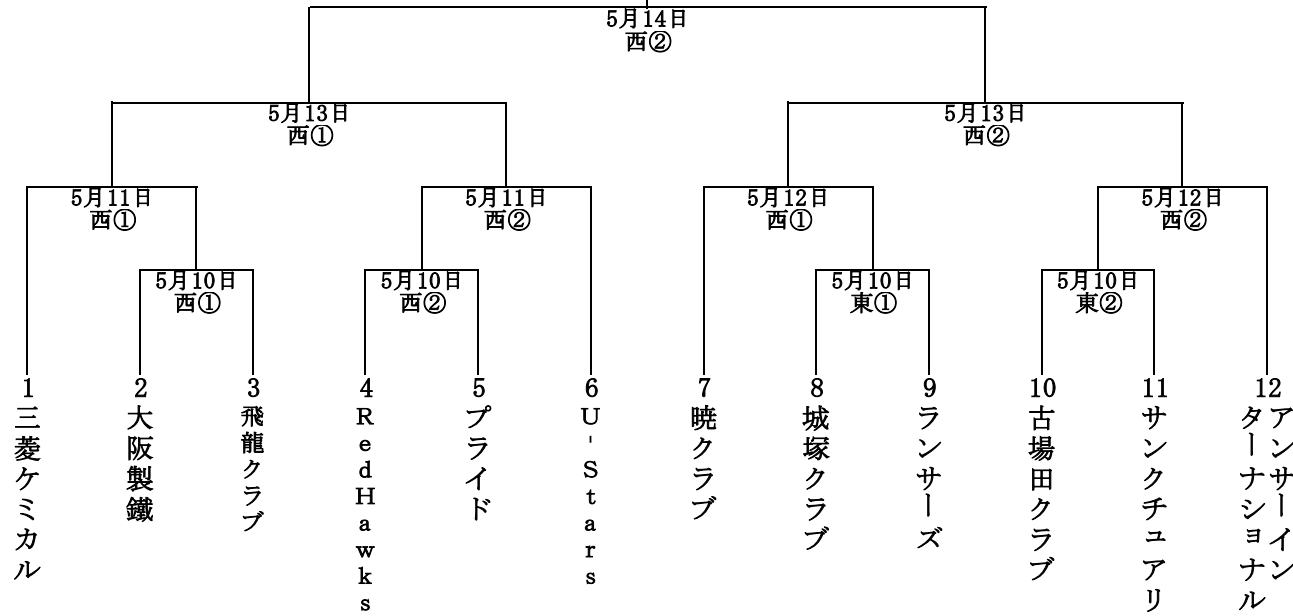 5月14日
西②
5月13日
西①
5月13日
西②
5月11日
西①
5月11日
西②
5月12日
西①
5月12日
西②
5月10日
西①
5月10日
西②
5月10日
東①
5月10日
東②
1
三菱ケミカル
2
大阪製鐵
3
飛龍クラブ
4
RedHawks
5
プライド
6
U-Stars
7
暁クラブ
8
城塚クラブ
9
ランサーズ
10
古場田クラブ
11
サンクチュアリ
12
アンサーイン
ターナショナル